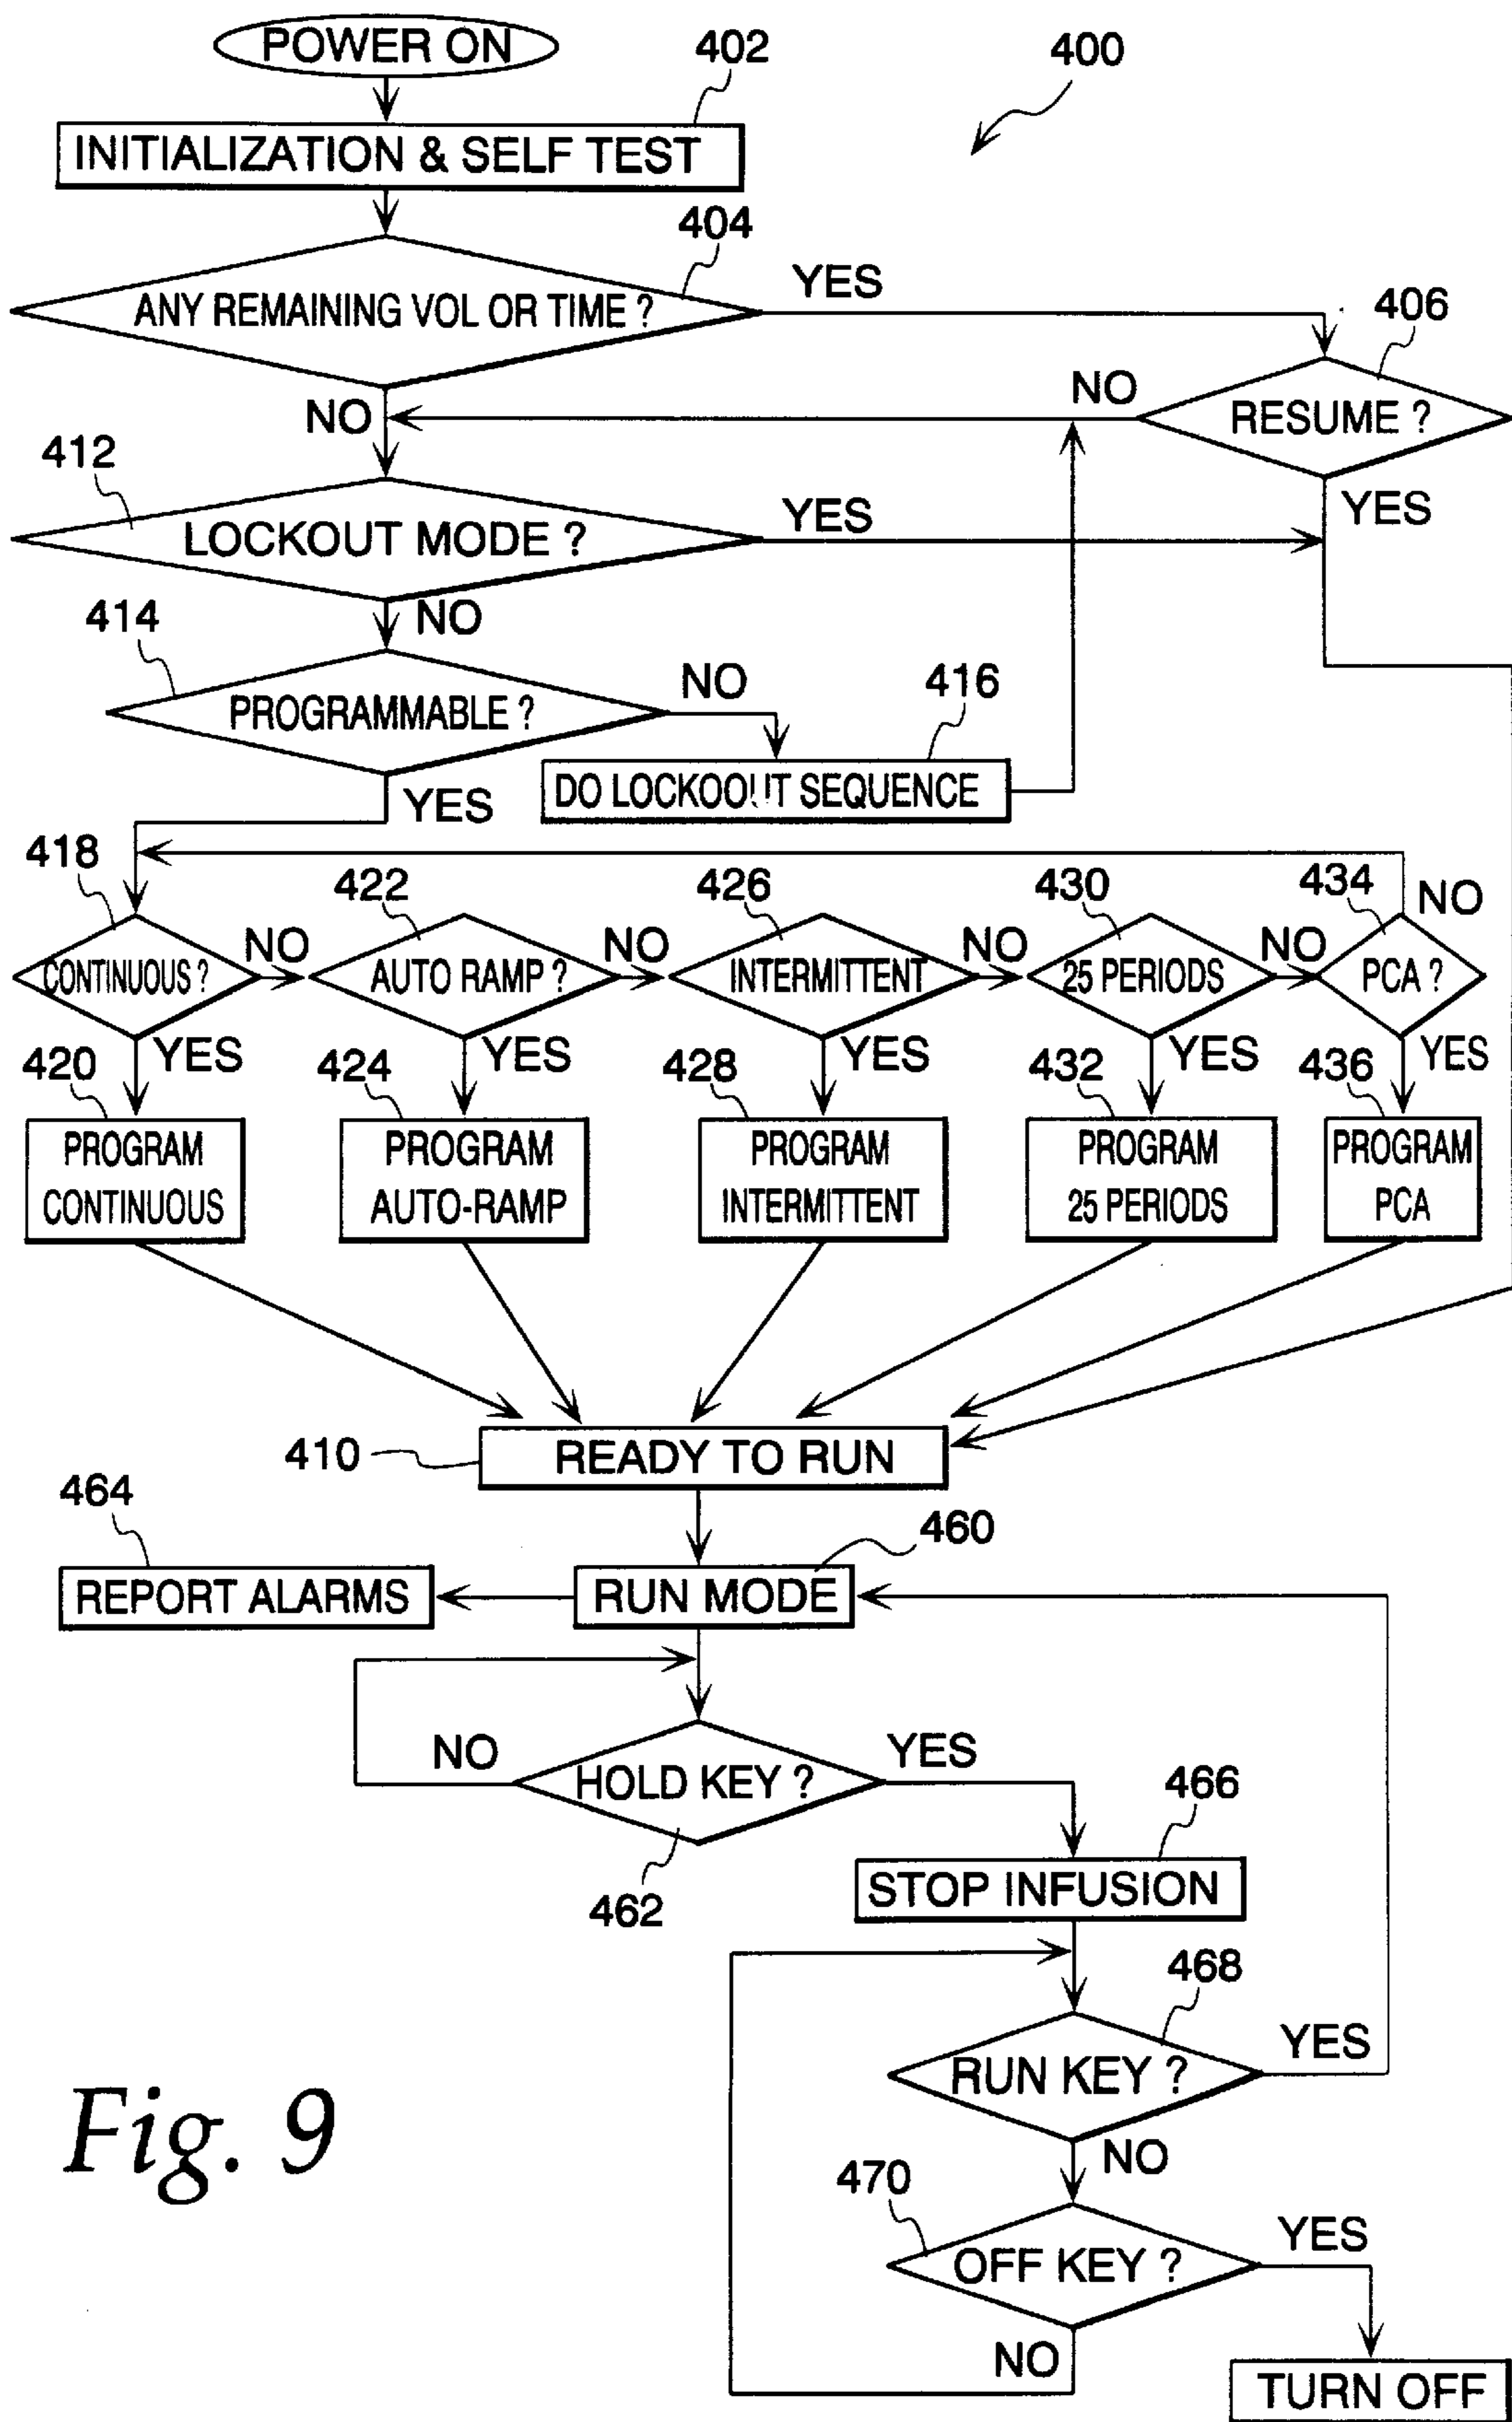 POWER ON
402
400
INITIALIZATION & SELF TEST
404
ANY REMAINING VOL OR TIME ?
YES
406
NO
NO
RESUME ?
412
YES
YES
LOCKOUT MODE ?
414
NO
PROGRAMMABLE ?
NO
416
DO LOCKOOUT SEQUENCE
YES
418
422
426
430
434
NO
CONTINUOUS ?
NO
AUTO RAMP ?
NO
INTERMITTENT
NO
25 PERIODS
NO
PCA ?
420
YES
424
YES
428
YES
432
YES
436
YES
PROGRAM
CONTINUOUS
PROGRAM
AUTO-RAMP
PROGRAM
INTERMITTENT
PROGRAM
25 PERIODS
PROGRAM
PCA
410
READY TO RUN
464
460
REPORT ALARMS
RUN MODE
NO
HOLD KEY ?
YES
466
462
STOP INFUSION
468
RUN KEY ?
YES
Fig. 9
NO
470
OFF KEY ?
YES
NO
TURN OFF